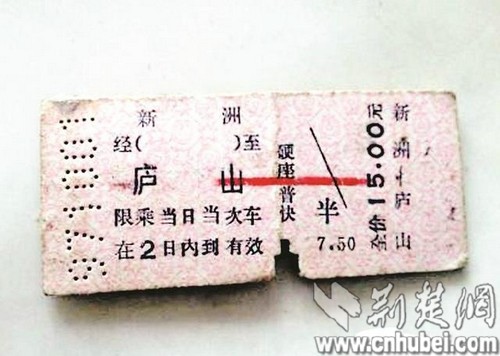 971001
新 洲
经( )至
庐 山
限乘当日当次车
在2日内到有效
硬座普快
半
7.50
全价15.00元
新洲—庐山
荆楚網
www.cnhubei.com